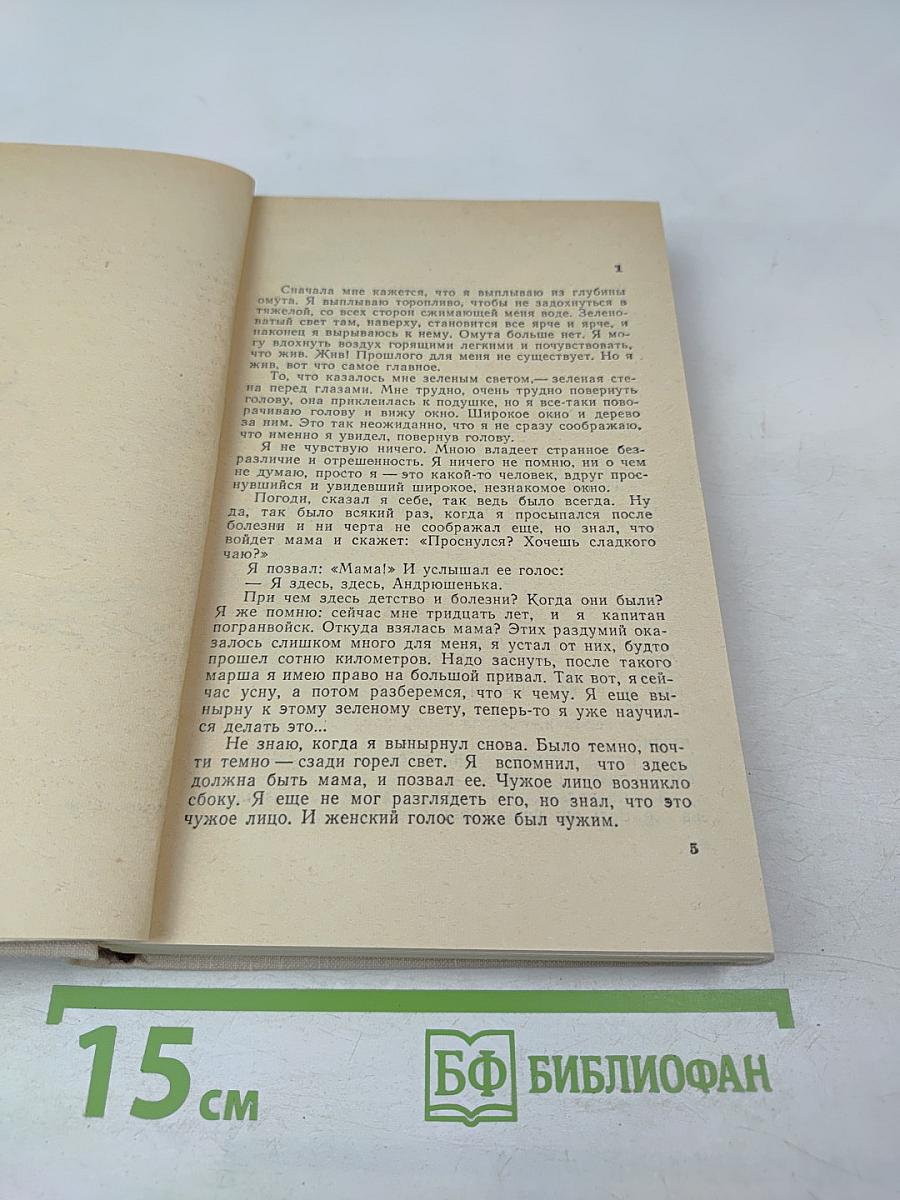 1
Сначала мне кажется, что я выплываю из глубины
омута. Я выплываю торопливо, чтобы не задохнуться в
тяжелой, со всех сторон сжимающей меня воде. Зелено-
ватый свет там, наверху, становится все ярче и ярче, и
наконец я вырываюсь к нему. Омута больше нет. Я мо-
гу вдохнуть воздух горящими легкими и почувствовать,
что жив. Жив! Прошлого для меня не существует. Но я
жив, вот что самое главное.
То, что казалось мне зеленым светом,— зеленая сте-
на перед глазами. Мне трудно, очень трудно повернуть
голову, она приклеилась к подушке, но я все-таки пово-
рачиваю голову и вижу окно. Широкое окно и дерево
за ним. Это так неожиданно, что я не сразу соображаю,
что именно я увидел, повернув голову.
Я не чувствую ничего. Мною владеет странное без-
различие и отрешенность. Я ничего не помню, ни о чем
не думаю, просто я — это какой-то человек, вдруг прос-
нувшийся и увидевший широкое, незнакомое окно.
Погоди, сказал я себе, так ведь было всегда. Ну
да, так было всякий раз, когда я просыпался после
болезни и ни черта не соображал еще, но знал, что
войдет мама и скажет: «Проснулся? Хочешь сладкого
чаю?»
Я позвал: «Мама!» И услышал ее голос:
— Я здесь, здесь, Андрюшенька.
При чем здесь детство и болезни? Когда они были?
Я же помню: сейчас мне тридцать лет, и я капитан
погранвойск. Откуда взялась мама? Этих раздумий ока-
залось слишком много для меня, я устал от них, будто
прошел сотню километров. Надо заснуть, после такого
марша я имею право на большой привал. Так вот, я сей-
час усну, а потом разберемся, что к чему. Я еще вы-
нырну к этому зеленому свету, теперь-то я уже научил-
ся делать это...
Не знаю, когда я вынырнул снова. Было темно, поч-
ти темно — сзади горел свет. Я вспомнил, что здесь
должна быть мама, и позвал ее. Чужое лицо возникло
сбоку. Я еще не мог разглядеть его, но знал, что это
чужое лицо. И женский голос тоже был чужим.
5
15 см
БФ БИБЛИОФАН